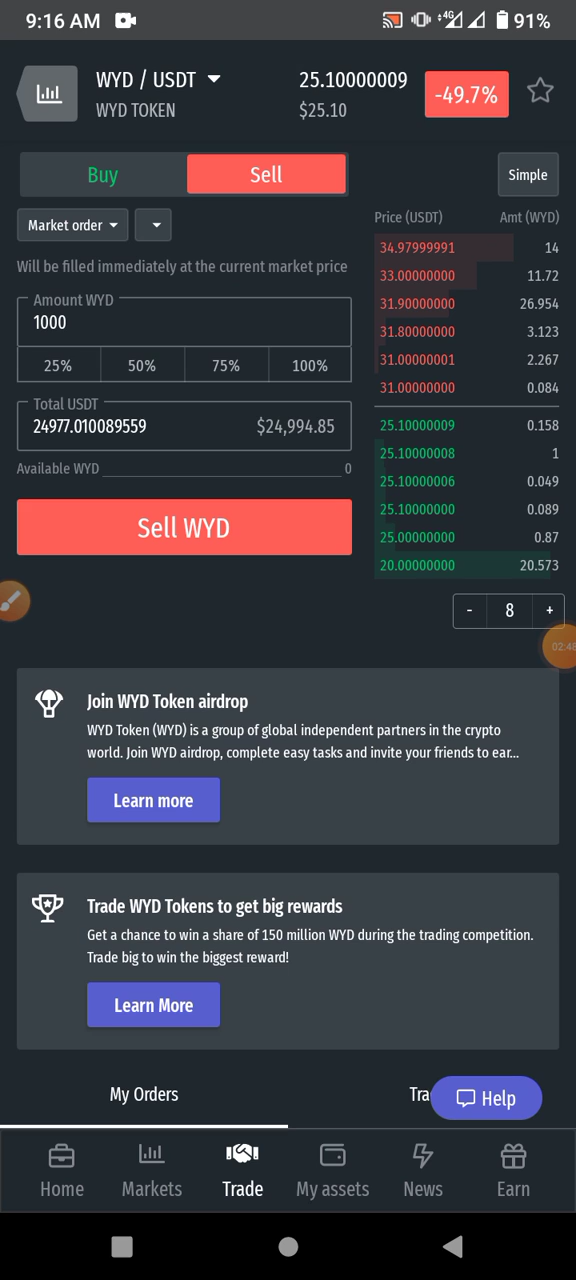 9:16 AM
4G
91%
WYD / USDT
25.10000009
-49.7%
WYD TOKEN
$25.10
Buy
Sell
Simple
Market order
Price (USDT)
Amt (WYD)
34.97999991 14
33.00000000 11.72
31.90000000 26.954
31.80000000 3.123
31.00000001 2.267
31.00000000 0.084
Will be filled immediately at the current market price
Amount WYD
1000
25% 50% 75% 100%
Total USDT
24977.010089559 $24,994.85
Available WYD 0
25.10000009 0.158
25.10000008 1
25.10000006 0.049
25.10000000 0.089
25.00000000 0.87
20.00000000 20.573
Sell WYD
- 8 +
02:48
Join WYD Token airdrop
WYD Token (WYD) is a group of global independent partners in the crypto
world. Join WYD airdrop, complete easy tasks and invite your friends to ear...
Learn more
Trade WYD Tokens to get big rewards
Get a chance to win a share of 150 million WYD during the trading competition.
Trade big to win the biggest reward!
Learn More
My Orders
Tra
Help
Home
Markets
Trade
My assets
News
Earn